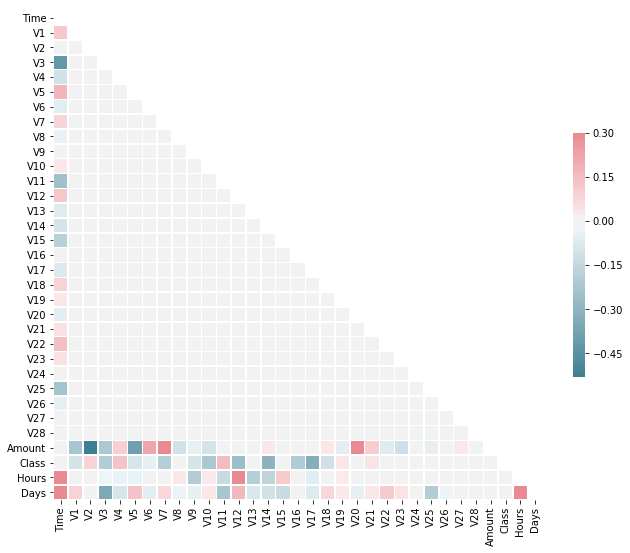 Time
V1
V2
V3
V4
V5
V6
V7
V8
V9
V10
V11
V12
V13
V14
V15
V16
V17
V18
V19
V20
V21
V22
V23
V24
V25
V26
V27
V28
Amount
Class
Hours
Days
Time V1 V2 V3 V4 V5 V6 V7 V8 V9 V10 V11 V12 V13 V14 V15 V16 V17 V18 V19 V20 V21 V22 V23 V24 V25 V26 V27 V28 Amount Class Hours Days
0.30
0.15
0.00
−0.15
−0.30
−0.45